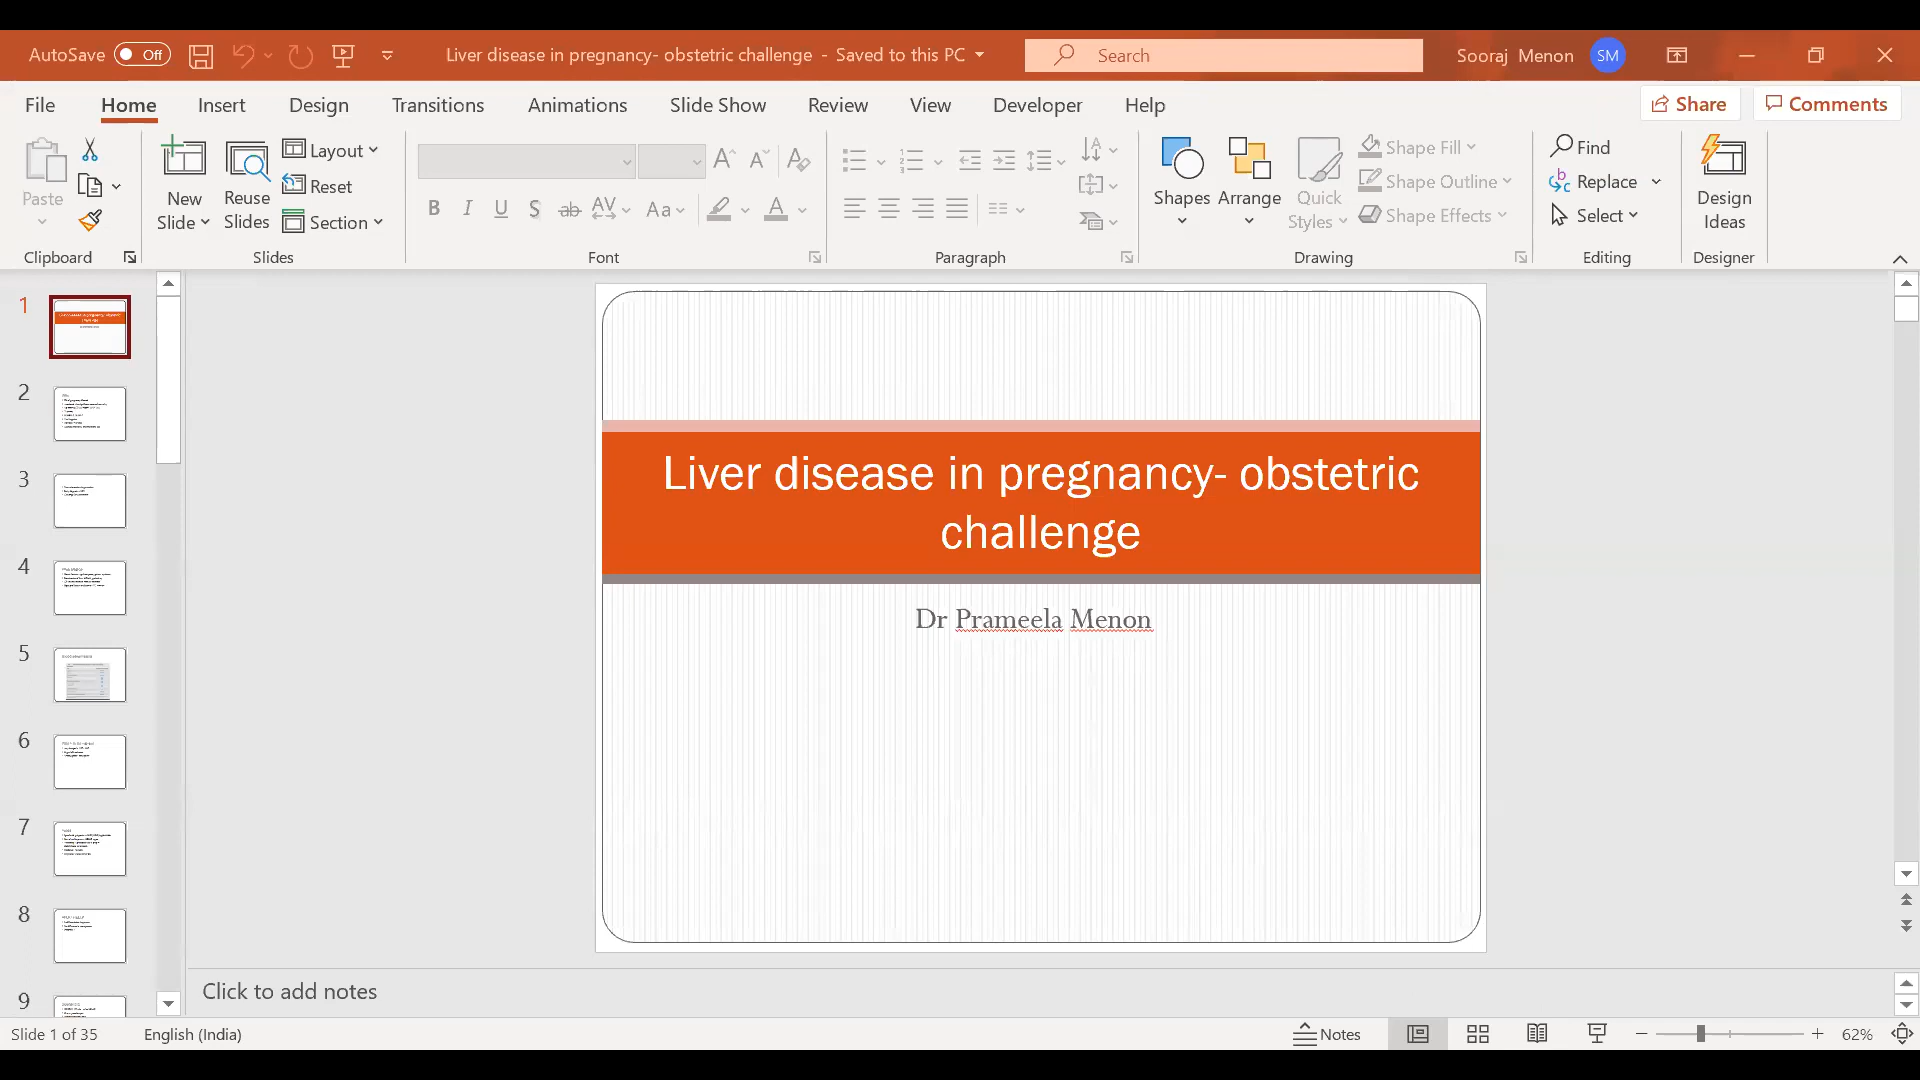 AutoSave Off Liver disease in pregnancy- obstetric challenge - Saved to this PC Search Sooraj Menon SM
File Home Insert Design Transitions Animations Slide Show Review View Developer Help Share Comments
Paste
New Slide
Reuse Slides
Layout
Reset
Section
B I U S ab AV Aa A
Shapes
Arrange
Quick Styles
Shape Fill
Shape Outline
Shape Effects
Find
Replace
Select
Design Ideas
Clipboard Slides Font Paragraph Drawing Editing Designer
1
2
3
4
5
6
7
8
9
Liver disease in pregnancy- obstetric
challenge
Dr Prameela Menon
Click to add notes
Slide 1 of 35 English (India) Notes 62%